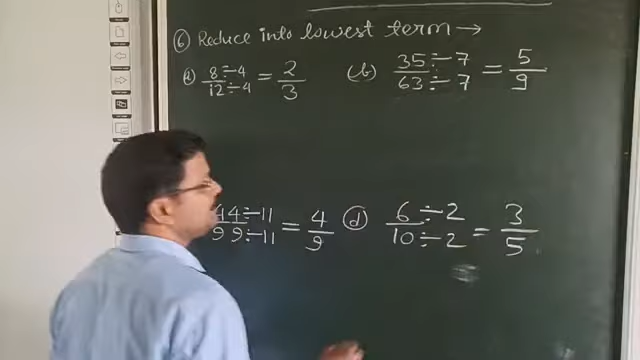 ⑥ Reduce into lowest term →
(a) 8÷4 / 12÷4 = 2/3 (b) 35÷7 / 63÷7 = 5/9
44÷11 / 99÷11 = 4/9 (d) 6÷2 / 10÷2 = 3/5